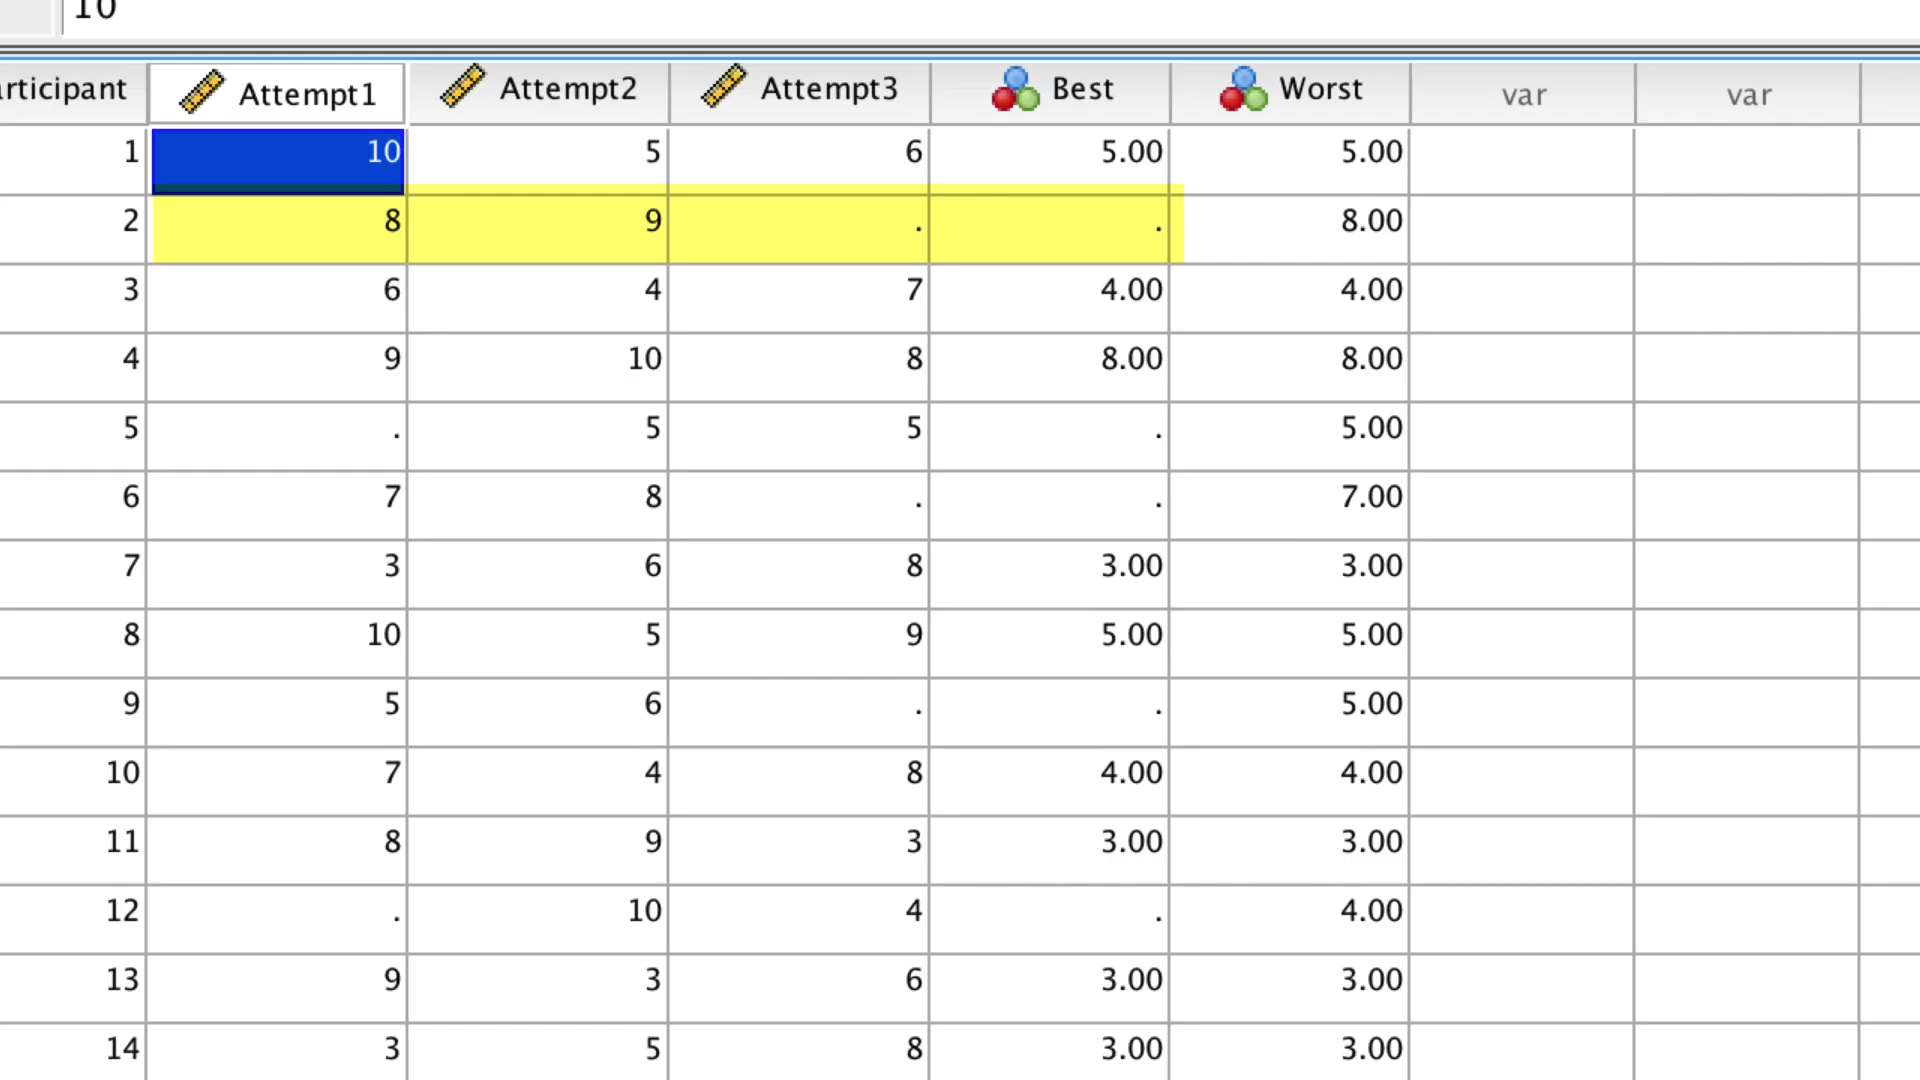 10
articipant Attempt1 Attempt2 Attempt3 Best Worst var var
1 10 5 6 5.00 5.00
2 8 9 . . 8.00
3 6 4 7 4.00 4.00
4 9 10 8 8.00 8.00
5 . 5 5 . 5.00
6 7 8 . . 7.00
7 3 6 8 3.00 3.00
8 10 5 9 5.00 5.00
9 5 6 . . 5.00
10 7 4 8 4.00 4.00
11 8 9 3 3.00 3.00
12 . 10 4 . 4.00
13 9 3 6 3.00 3.00
14 3 5 8 3.00 3.00